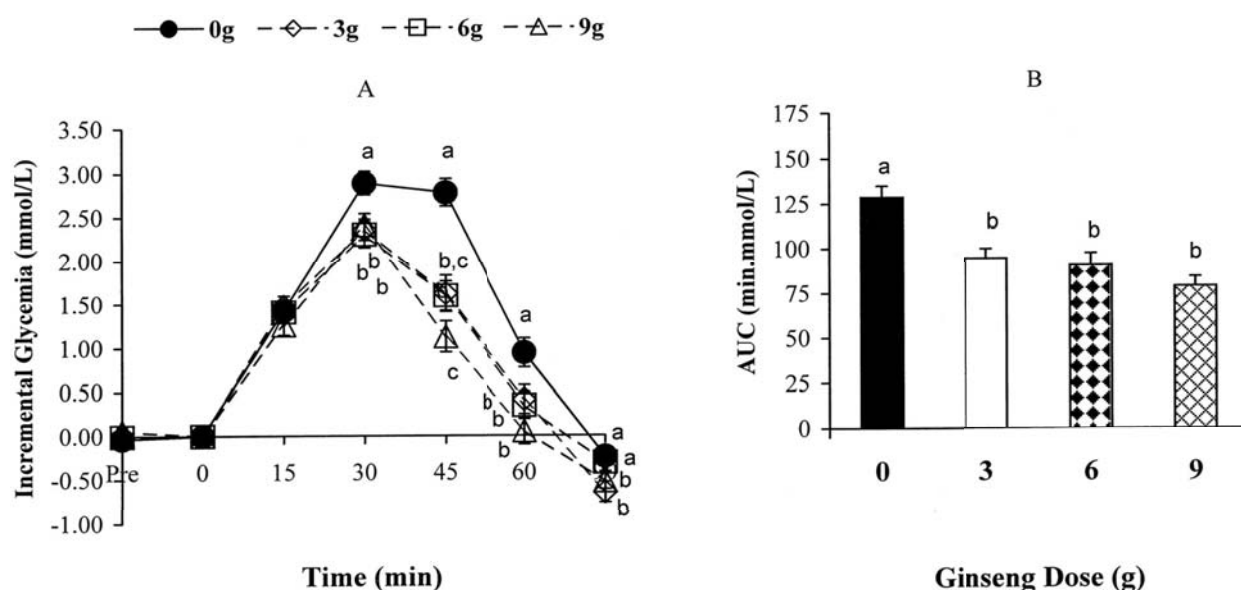 0g 3g 6g 9g
A
Incremental Glycemia (mmol/L)
3.50
3.00
2.50
2.00
1.50
1.00
0.50
0.00
-0.50
-1.00
a a
b
b b
b,c
c
a
b
b
b
a
a
b
b
Pre 0 15 30 45 60
Time (min)
B
AUC (min.mmol/L)
175
150
125
100
75
50
25
0
a
b
b
b
0 3 6 9
Ginseng Dose (g)